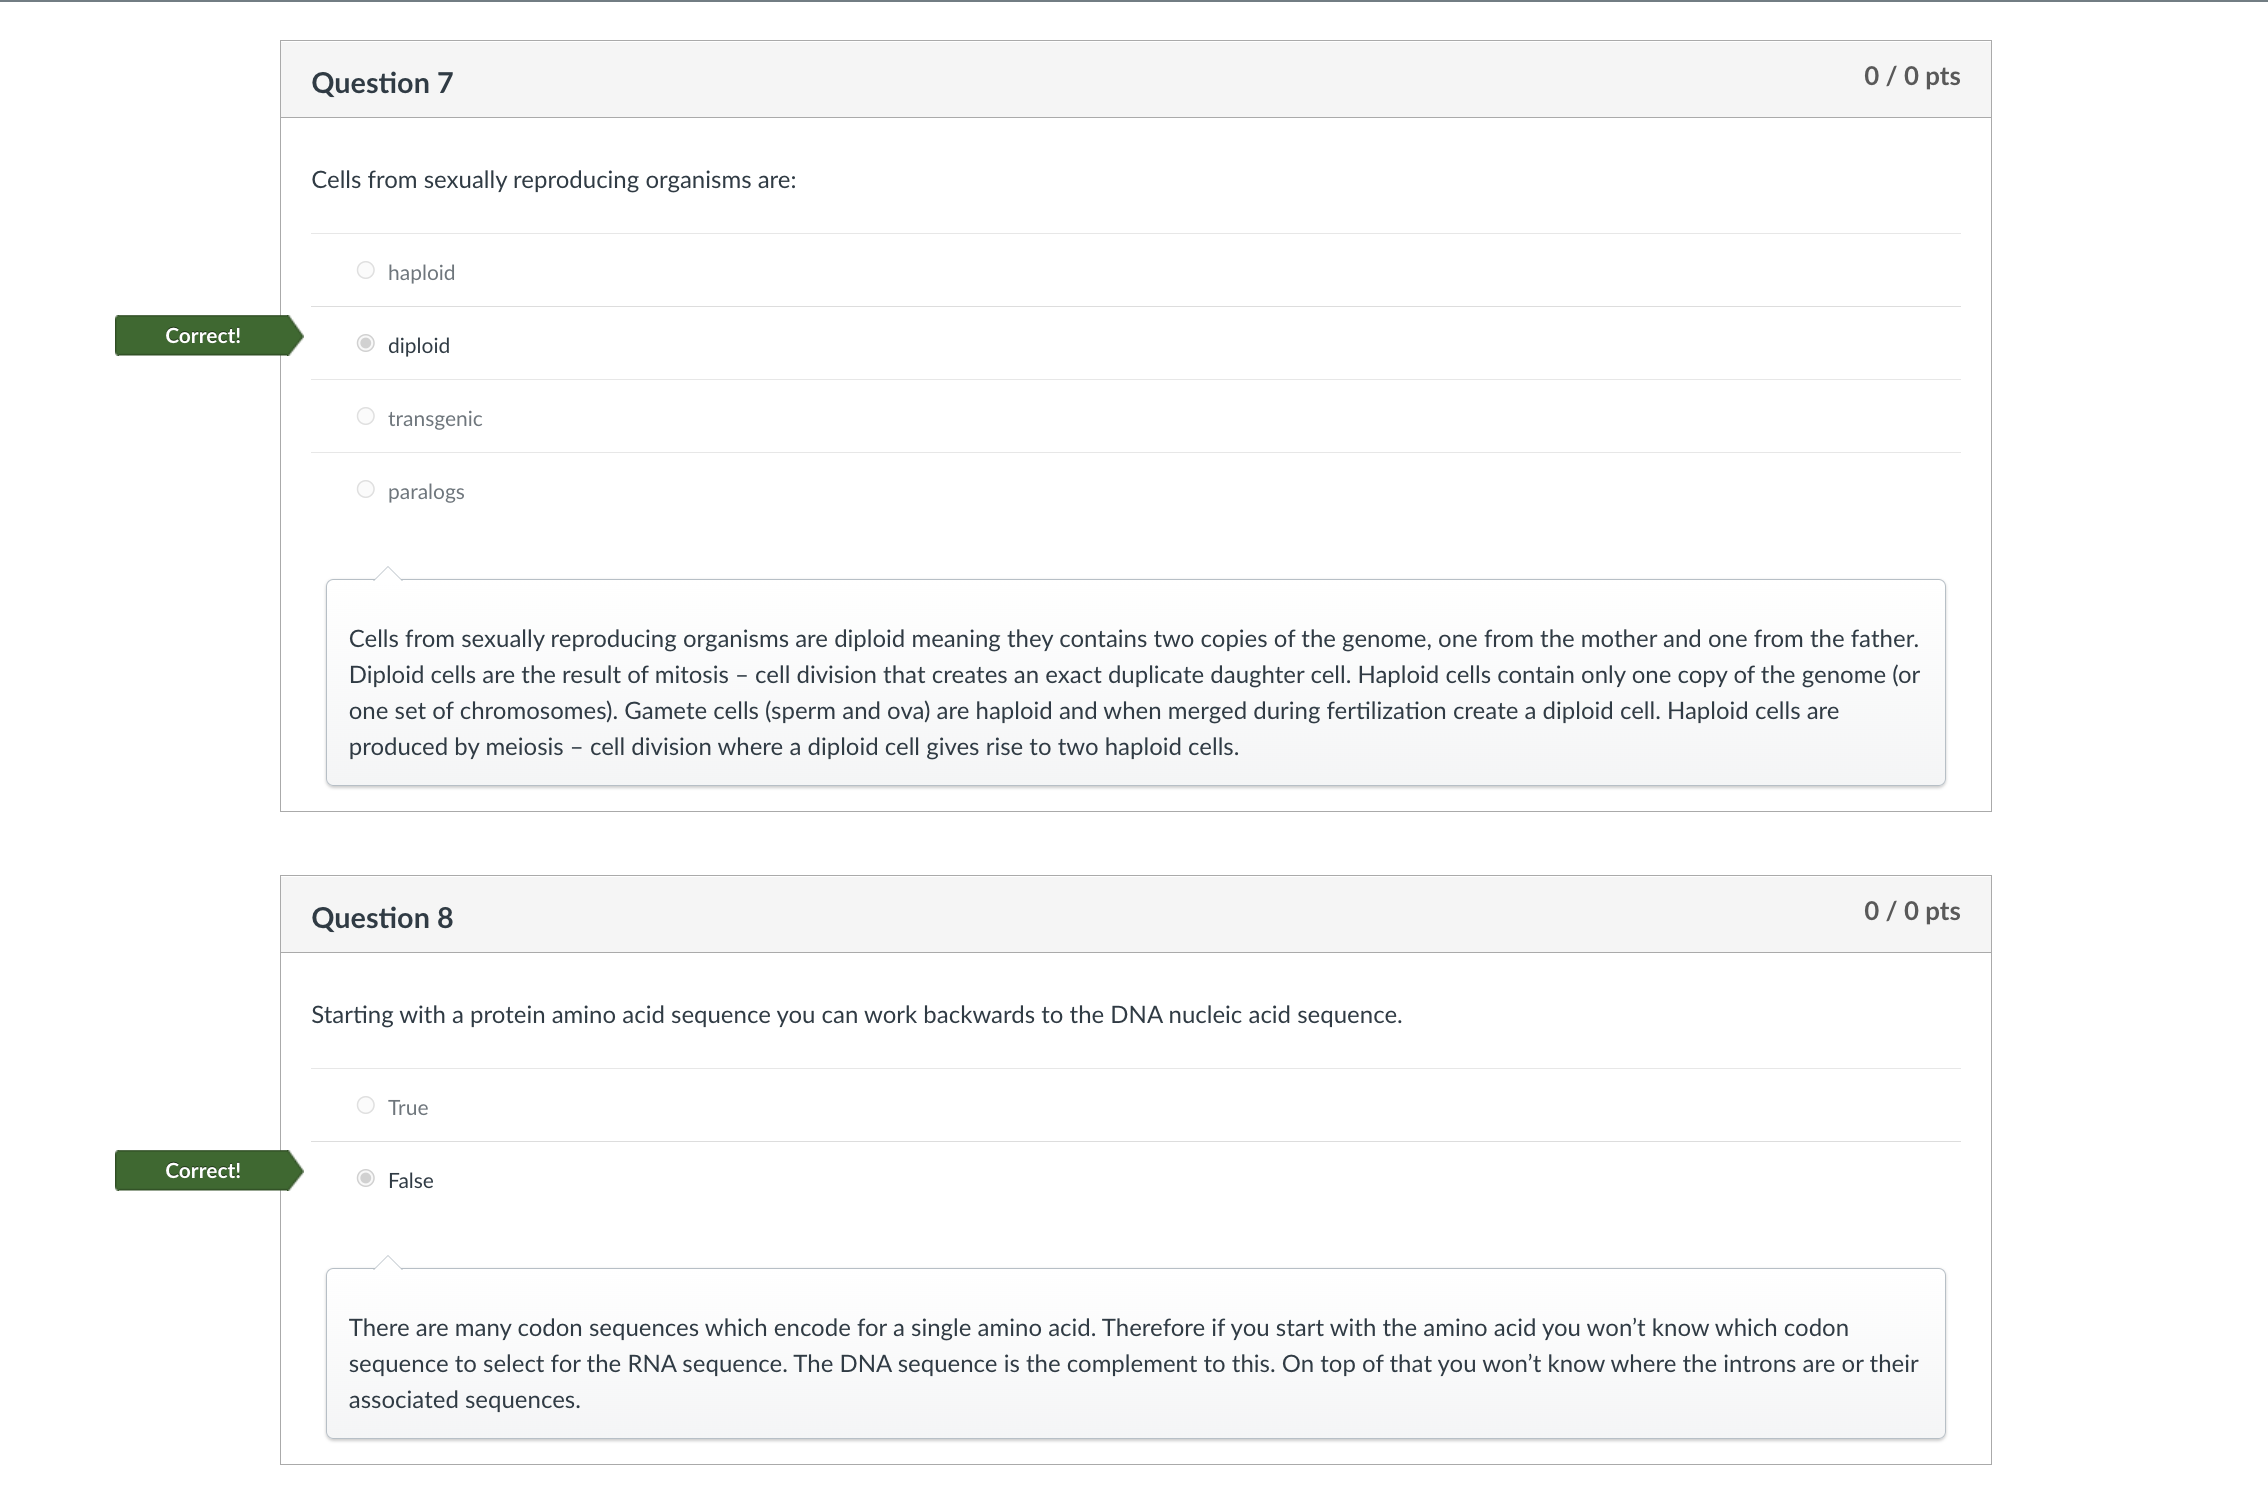 Question 7
0 / 0 pts
Cells from sexually reproducing organisms are:
haploid
Correct!
diploid
transgenic
paralogs
Cells from sexually reproducing organisms are diploid meaning they contains two copies of the genome, one from the mother and one from the father.
Diploid cells are the result of mitosis – cell division that creates an exact duplicate daughter cell. Haploid cells contain only one copy of the genome (or
one set of chromosomes). Gamete cells (sperm and ova) are haploid and when merged during fertilization create a diploid cell. Haploid cells are
produced by meiosis – cell division where a diploid cell gives rise to two haploid cells.
Question 8
0 / 0 pts
Starting with a protein amino acid sequence you can work backwards to the DNA nucleic acid sequence.
True
Correct!
False
There are many codon sequences which encode for a single amino acid. Therefore if you start with the amino acid you won’t know which codon
sequence to select for the RNA sequence. The DNA sequence is the complement to this. On top of that you won’t know where the introns are or their
associated sequences.